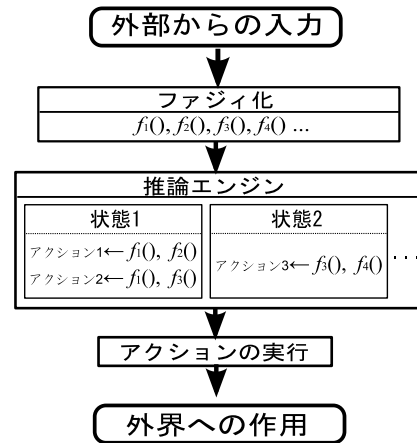 外部からの入力
ファジィ化
f1(), f2(), f3(), f4() ...
推論エンジン
状態1
アクション1←f1(), f2()
アクション2←f1(), f3()
状態2
アクション3←f3(), f4()
...
アクションの実行
外界への作用